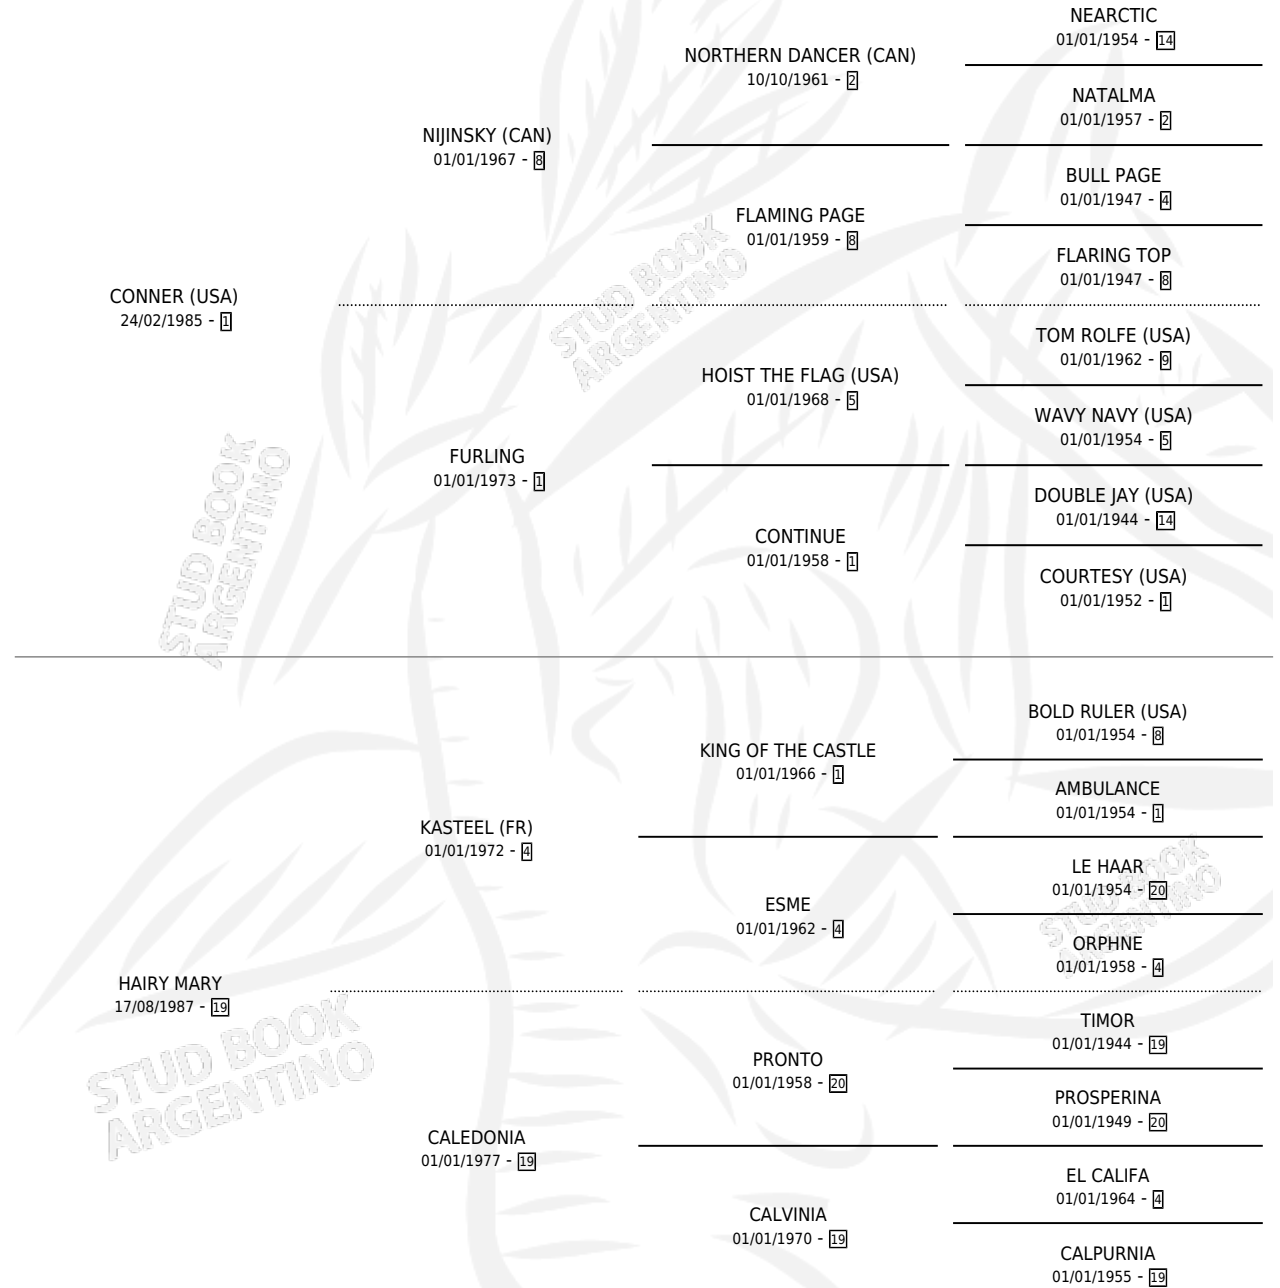 NEARCTIC
01/01/1954 - 14
NORTHERN DANCER (CAN)
10/10/1961 - 2
NATALMA
01/01/1957 - 2
NIJINSKY (CAN)
01/01/1967 - 8
BULL PAGE
01/01/1947 - 4
FLAMING PAGE
01/01/1959 - 8
FLARING TOP
01/01/1947 - 8
CONNER (USA)
24/02/1985 - 1
STUD BOOK
ARGENTINO
TOM ROLFE (USA)
01/01/1962 - 9
HOIST THE FLAG (USA)
01/01/1968 - 5
WAVY NAVY (USA)
01/01/1954 - 5
FURLING
01/01/1973 - 1
DOUBLE JAY (USA)
01/01/1944 - 14
CONTINUE
01/01/1958 - 1
COURTESY (USA)
01/01/1952 - 1
STUD BOOK
ARGENTINO
BOLD RULER (USA)
01/01/1954 - 8
KING OF THE CASTLE
01/01/1966 - 1
AMBULANCE
01/01/1954 - 1
KASTEEL (FR)
01/01/1972 - 4
LE HAAR
01/01/1954 - 20
ESME
01/01/1962 - 4
ORPHNE
01/01/1958 - 4
STUD BOOK
ARGENTINO
HAIRY MARY
17/08/1987 - 19
TIMOR
01/01/1944 - 19
PRONTO
01/01/1958 - 20
PROSPERINA
01/01/1949 - 20
STUD BOOK
ARGENTINO
CALEDONIA
01/01/1977 - 19
EL CALIFA
01/01/1964 - 4
CALVINIA
01/01/1970 - 19
CALPURNIA
01/01/1955 - 19